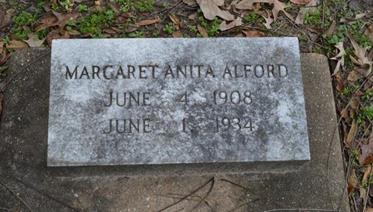 MARGARET ANITA ALFORD
JUNE 4, 1908
JUNE 1, 1934